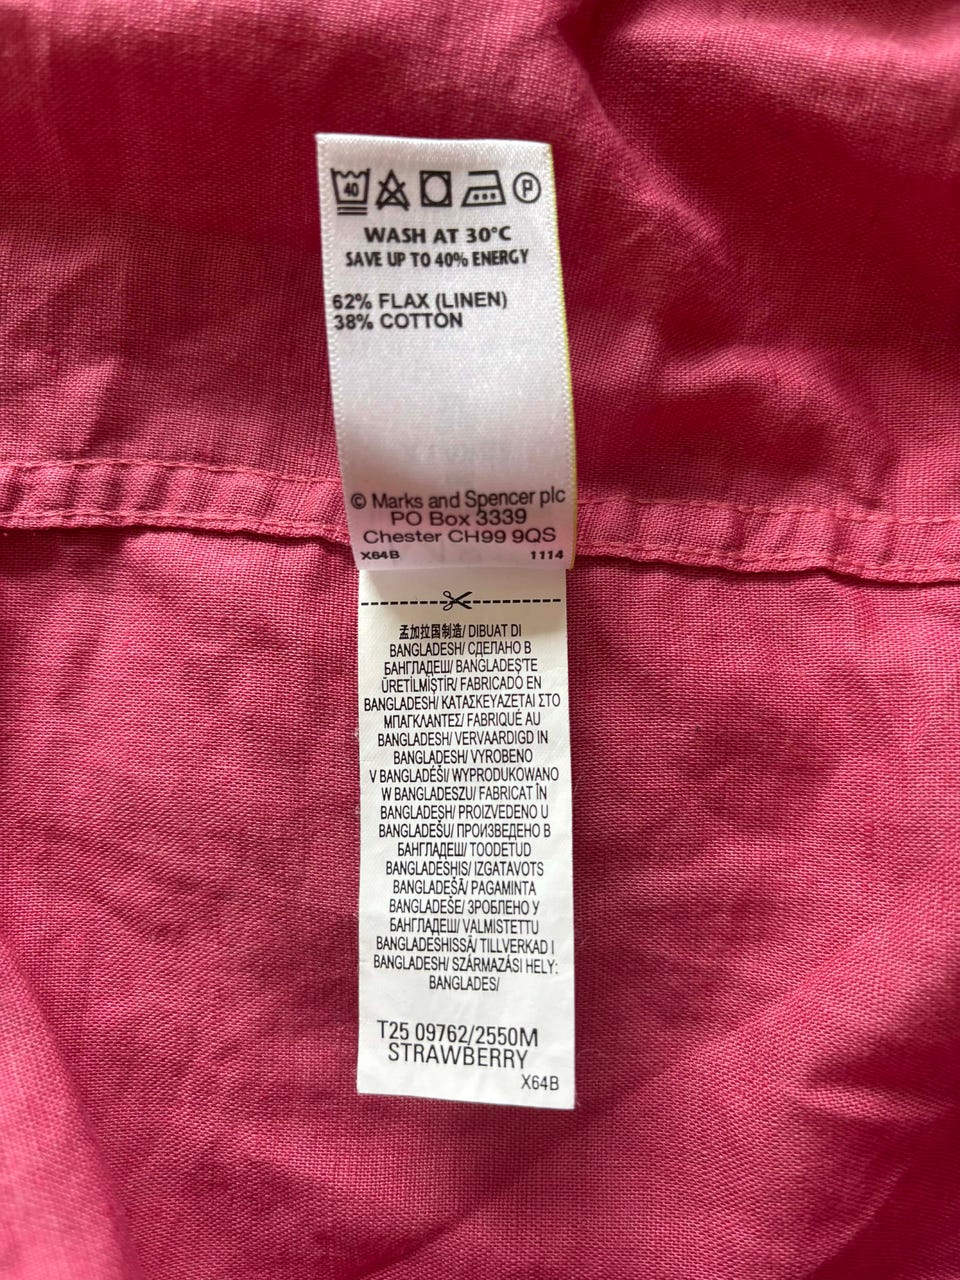 40 P
WASH AT 30°C
SAVE UP TO 40% ENERGY
62% FLAX (LINEN)
38% COTTON
© Marks and Spencer plc
PO Box 3339
Chester CH99 9QS
X64B 1114
孟加拉国制造/ DIBUAT DI
BANGLADESH/ СДЕЛАНО В
БАНГЛАДЕШ/ BANGLADEŞ'TE
ÜRETİLMİŞTİR/ FABRICADO EN
BANGLADESH/ ΚΑΤΑΣΚΕΥΑΖΕΤΑΙ ΣΤΟ
ΜΠΑΓΚΛΑΝΤΕΣ/ FABRIQUÉ AU
BANGLADESH/ VERVAARDIGD IN
BANGLADESH/ VYROBENO
V BANGLADÉŠI/ WYPRODUKOWANO
W BANGLADESZU/ FABRICAT ÎN
BANGLADESH/ PROIZVEDENO U
BANGLADEŠU/ ПРОИЗВЕДЕНО В
БАНГЛАДЕШ/ TOODETUD
BANGLADESHIS/ IZGATAVOTS
BANGLADEŠĀ/ PAGAMINTA
BANGLADEŠE/ ЗРОБЛЕНО У
БАНГЛАДЕШ/ VALMISTETTU
BANGLADESHISSA/ TILLVERKAD I
BANGLADESH/ SZÁRMAZÁSI HELY:
BANGLADES/
T25 09762/2550M
STRAWBERRY
X64B